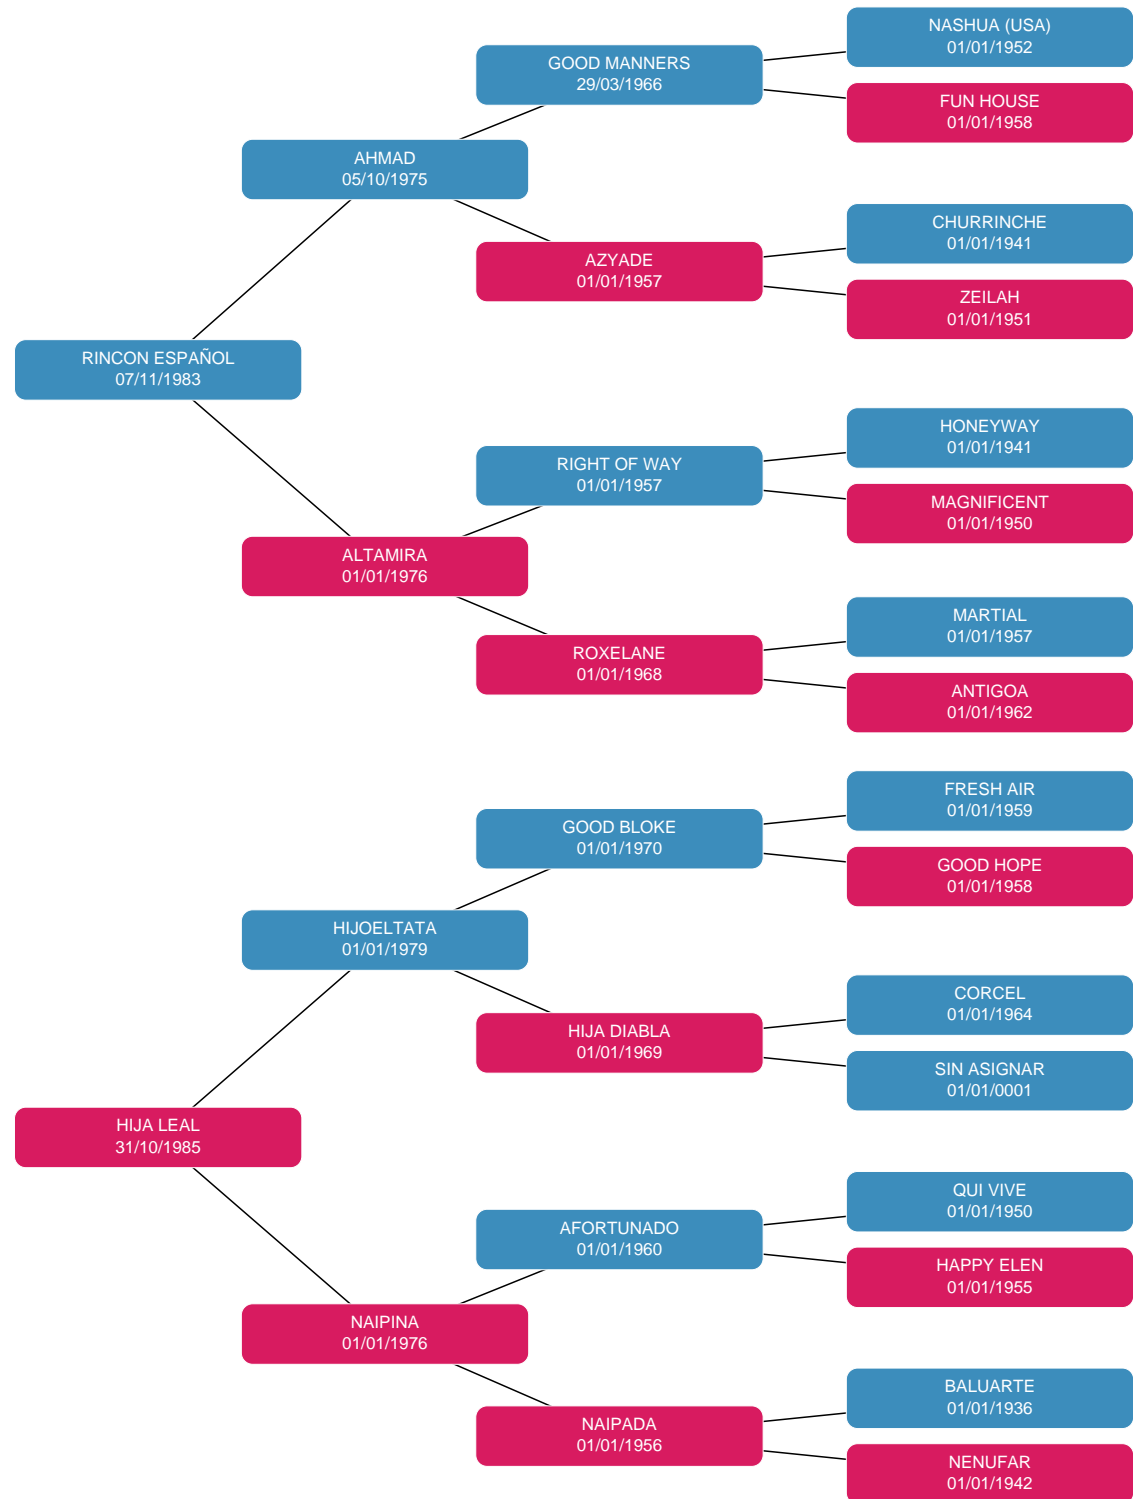 NASHUA (USA)
01/01/1952
GOOD MANNERS
29/03/1966
FUN HOUSE
01/01/1958
AHMAD
05/10/1975
CHURRINCHE
01/01/1941
AZYADE
01/01/1957
ZEILAH
01/01/1951
RINCON ESPAÑOL
07/11/1983
HONEYWAY
01/01/1941
RIGHT OF WAY
01/01/1957
MAGNIFICENT
01/01/1950
ALTAMIRA
01/01/1976
MARTIAL
01/01/1957
ROXELANE
01/01/1968
ANTIGOA
01/01/1962
FRESH AIR
01/01/1959
GOOD BLOKE
01/01/1970
GOOD HOPE
01/01/1958
HIJOELTATA
01/01/1979
CORCEL
01/01/1964
HIJA DIABLA
01/01/1969
SIN ASIGNAR
01/01/0001
HIJA LEAL
31/10/1985
QUI VIVE
01/01/1950
AFORTUNADO
01/01/1960
HAPPY ELEN
01/01/1955
NAIPINA
01/01/1976
BALUARTE
01/01/1936
NAIPADA
01/01/1956
NENUFAR
01/01/1942